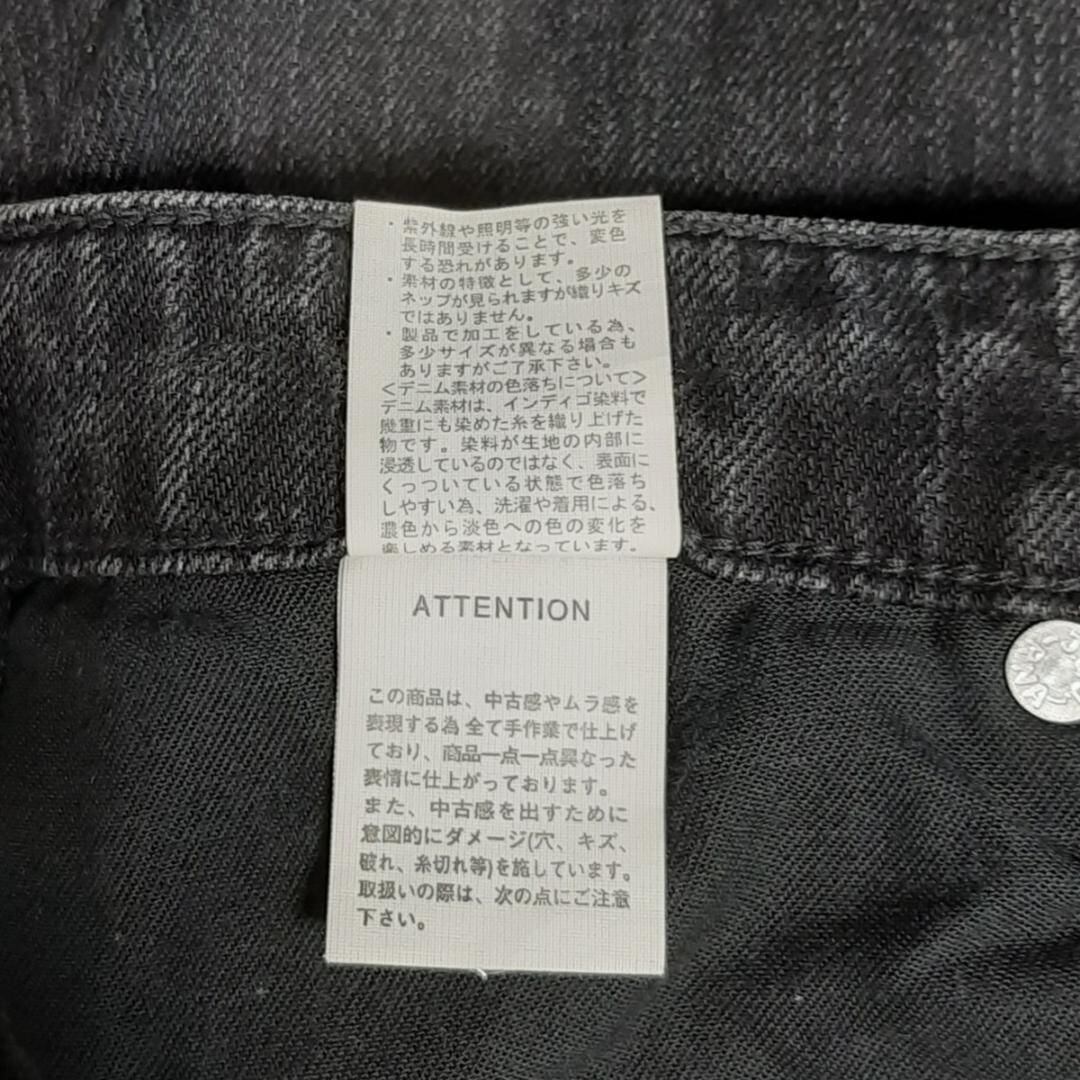 ・紫外線や照明等の強い光を
長時間受けることで、変色
する恐れがあります。
・素材の特徴として、多少の
ネップが見られますが織りキズ
ではありません。
・製品で加工をしている為、
多少サイズが異なる場合も
ありますがご了承下さい。
<デニム素材の色落ちについて>
デニム素材は、インディゴ染料で
幾重にも染めた糸を織り上げた
物です。染料が生地の内部に
浸透しているのではなく、表面に
くっついている状態で色落ち
しやすい為、洗濯や着用による、
濃色から淡色への色の変化を
楽しめる素材となっています。
ATTENTION
この商品は、中古感やムラ感を
表現する為 全て手作業で仕上げ
ており、商品一点一点異なった
表情に仕上がっております。
また、中古感を出すために
意図的にダメージ(穴、キズ、
破れ、糸切れ等)を施しています。
取扱いの際は、次の点にご注意
下さい。